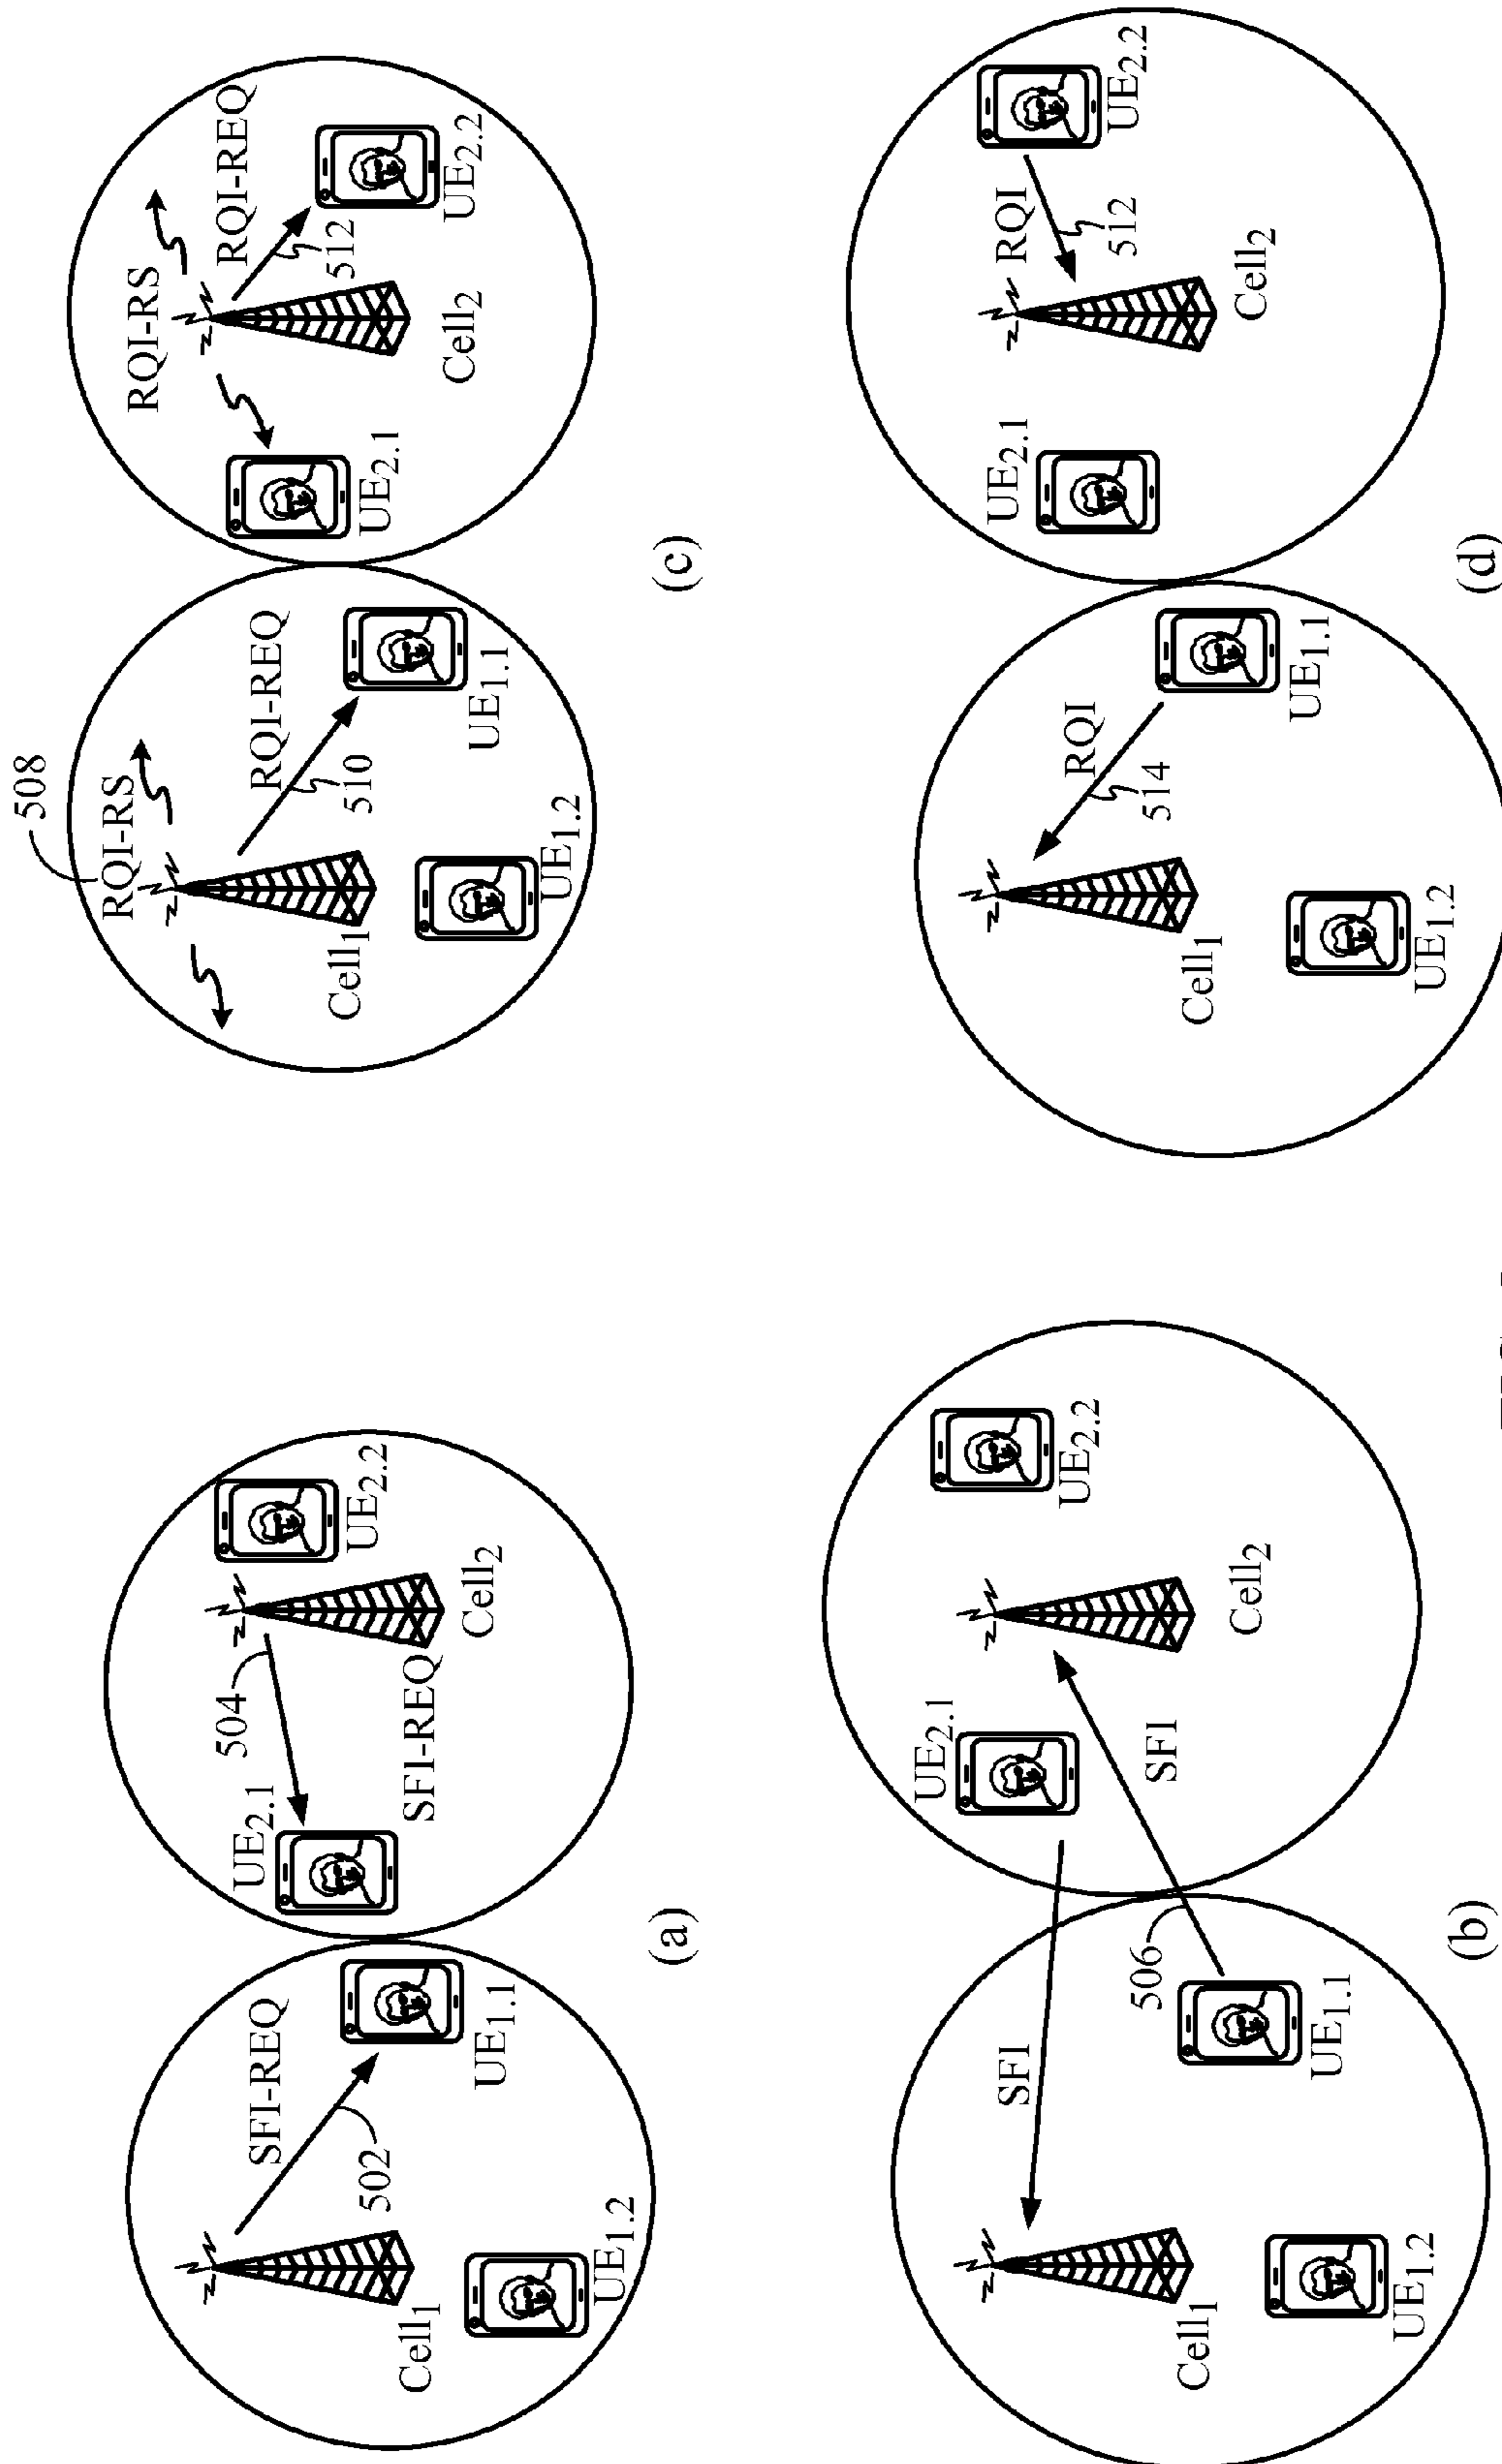 SFI-REQ
502
Cell1
UE1.1
UE1.2
UE2.1
504
UE2.2
SFI-REQ
Cell2
(a)
SFI
UE2.1
UE2.2
506
SFI
Cell1
Cell2
UE1.1
UE1.2
(b)
508
RQI-RS
RQI-REQ
510
Cell1
UE1.1
UE1.2
RQI-RS
RQI-REQ
512
UE2.1
UE2.2
Cell2
(c)
RQI
514
Cell1
UE1.1
UE1.2
UE2.1
RQI
512
UE2.2
Cell2
(d)